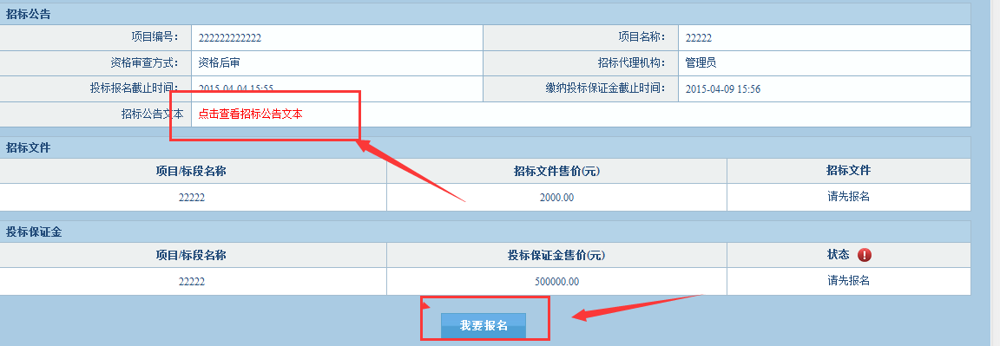 招标公告
项目编号： 222222222222 项目名称： 22222
资格审查方式： 资格后审 招标代理机构： 管理员
投标报名截止时间： 2015-04-04 15:55 缴纳投标保证金截止时间： 2015-04-09 15:56
招标公告文本 点击查看招标公告文本
招标文件
项目/标段名称 招标文件售价(元) 招标文件
22222 2000.00 请先报名
投标保证金
项目/标段名称 投标保证金售价(元) 状态 !
22222 500000.00 请先报名
我要报名